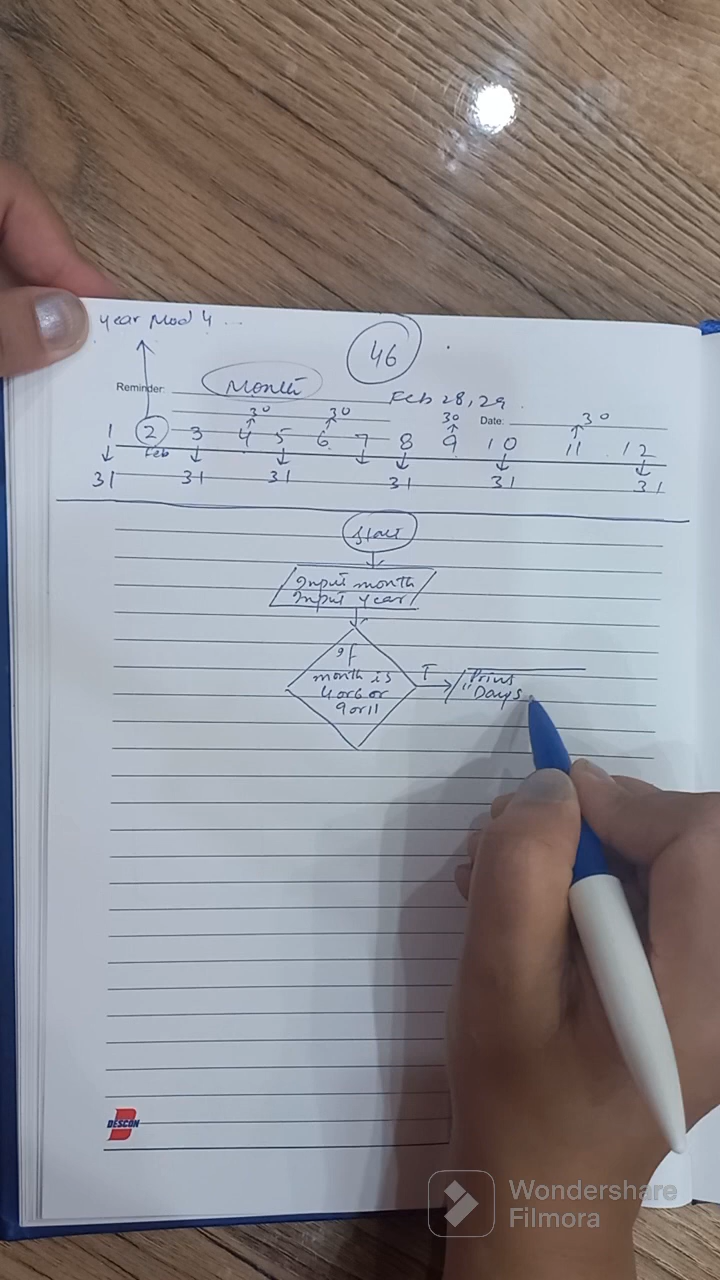 year Mod 4 ...
46
Reminder:
Month
Feb 28,29
Date:
30 30 30 30
1 2 3 4 5 6 7 8 9 10 11 12
Feb
31 31 31 31 31 31
Start
Input month
Input year
If
month is
4 or 6 or
9 or 11
T
Print
"Days
DESCON
Wondershare
Filmora